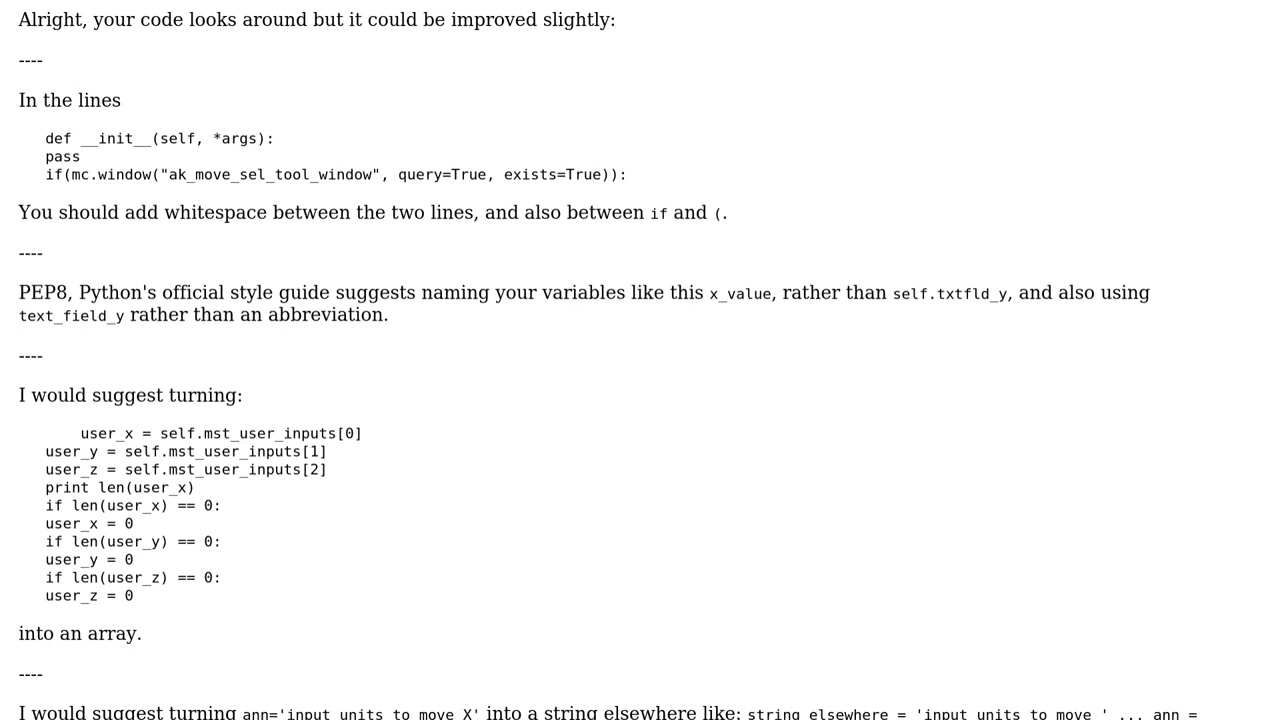 Alright, your code looks around but it could be improved slightly:
----
In the lines
def __init__(self, *args):
pass
if(mc.window("ak_move_sel_tool_window", query=True, exists=True)):
You should add whitespace between the two lines, and also between if and (.
----
PEP8, Python's official style guide suggests naming your variables like this x_value, rather than self.txtfld_y, and also using
text_field_y rather than an abbreviation.
----
I would suggest turning:
user_x = self.mst_user_inputs[0]
user_y = self.mst_user_inputs[1]
user_z = self.mst_user_inputs[2]
print len(user_x)
if len(user_x) == 0:
user_x = 0
if len(user_y) == 0:
user_y = 0
if len(user_z) == 0:
user_z = 0
into an array.
----
I would suggest turning ann='input units to move X' into a string elsewhere like: string_elsewhere = 'input units to move ' ... ann =